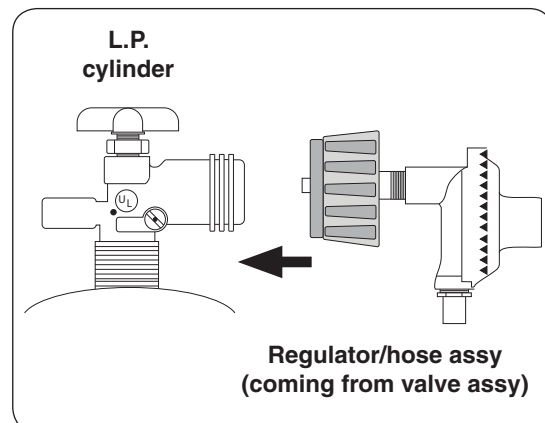 L.P.
cylinder
UL
Regulator/hose assy
(coming from valve assy)